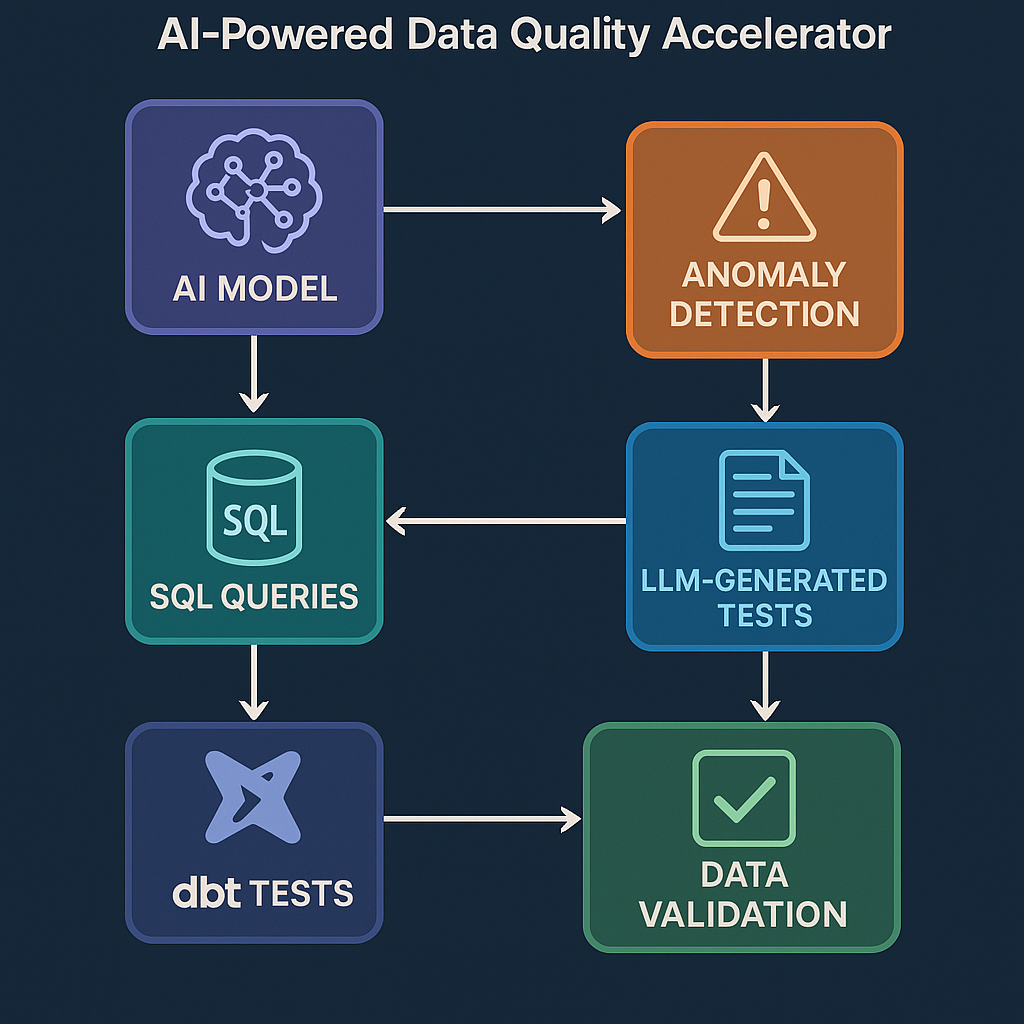 AI-Powered Data Quality Accelerator
AI MODEL
ANOMALY
DETECTION
SQL
SQL QUERIES
LLM-GENERATED
TESTS
dbt TESTS
DATA
VALIDATION